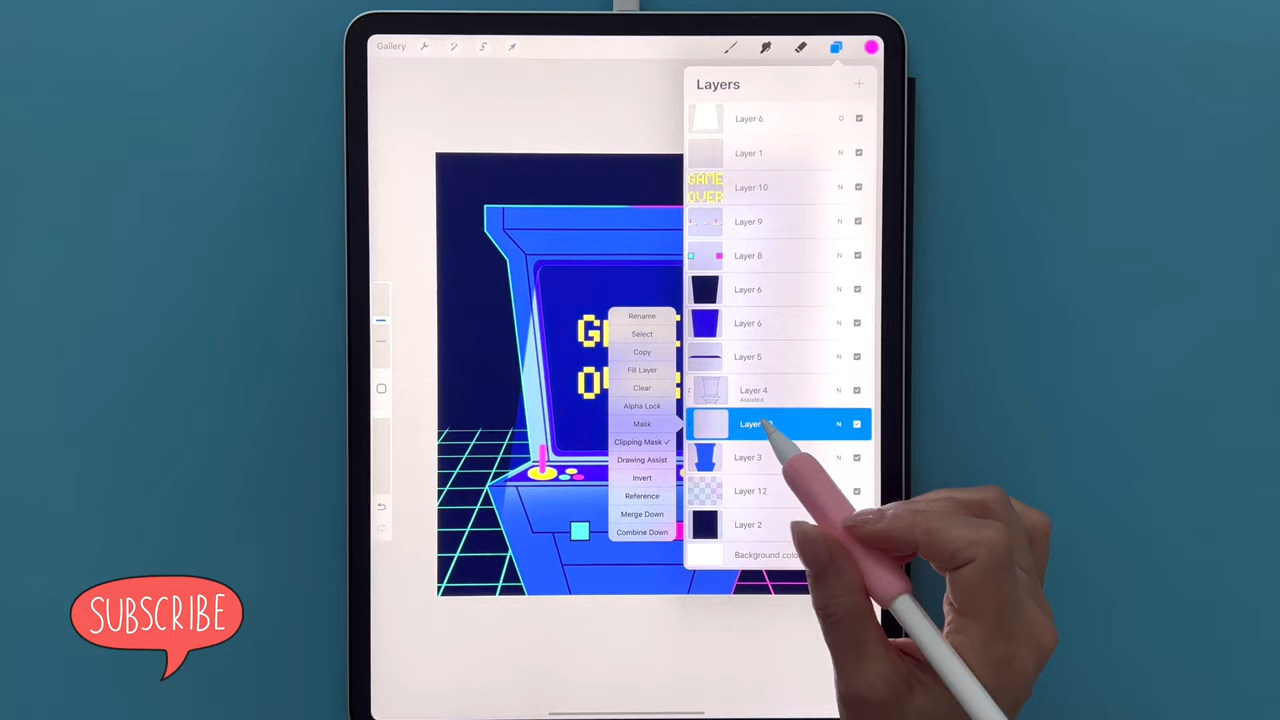 Gallery
Layers
Layer 6
O
Layer 1
N
GAME
OVER
Layer 10
N
Layer 9
N
Layer 8
N
Layer 6
N
Layer 6
N
Layer 5
N
Layer 4
Assisted
N
N
Layer 3
N
Layer 12
Layer 2
Background
Rename
Select
Copy
Fill Layer
Clear
Alpha Lock
Mask
Clipping Mask ✓
Drawing Assist
Invert
Reference
Merge Down
Combine Down
SUBSCRIBE